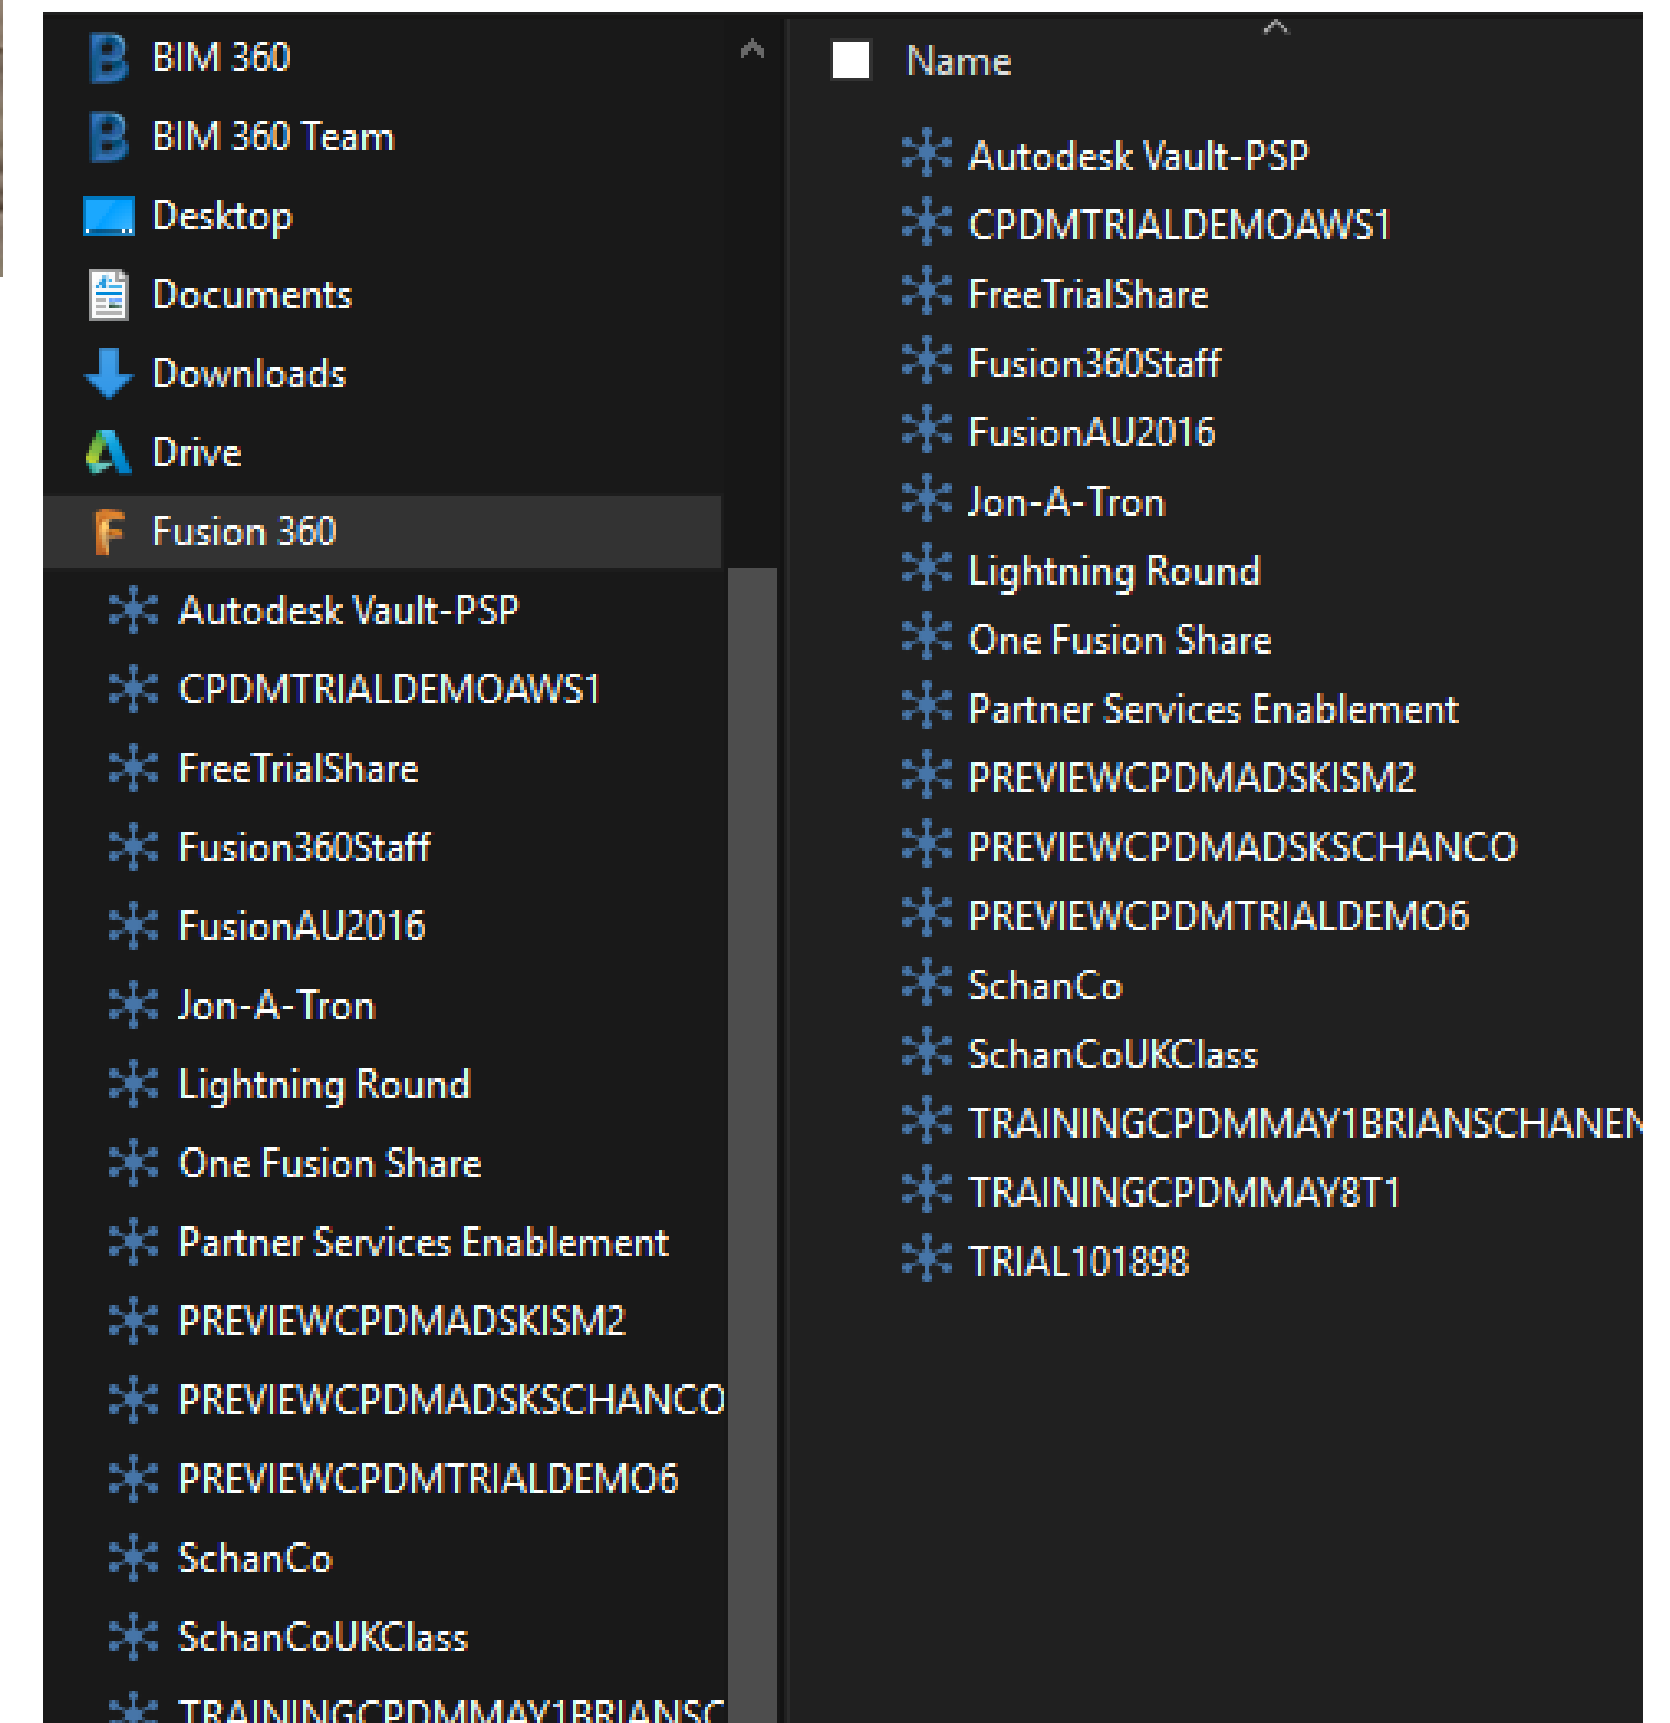 BIM 360
BIM 360 Team
Desktop
Documents
Downloads
Drive
Fusion 360
Autodesk Vault-PSP
CPDMTRIALDEMOAWS1
FreeTrialShare
Fusion360Staff
FusionAU2016
Jon-A-Tron
Lightning Round
One Fusion Share
Partner Services Enablement
PREVIEWCPDMADSKISM2
PREVIEWCPDMADSKSCHANCO
PREVIEWCPDMTRIALDEMO6
SchanCo
SchanCoUKClass
TRAININGCPDMMAY1BRIANSC
Name
Autodesk Vault-PSP
CPDMTRIALDEMOAWS1
FreeTrialShare
Fusion360Staff
FusionAU2016
Jon-A-Tron
Lightning Round
One Fusion Share
Partner Services Enablement
PREVIEWCPDMADSKISM2
PREVIEWCPDMADSKSCHANCO
PREVIEWCPDMTRIALDEMO6
SchanCo
SchanCoUKClass
TRAININGCPDMMAY1BRIANSCHANEN
TRAININGCPDMMAY8T1
TRIAL101898